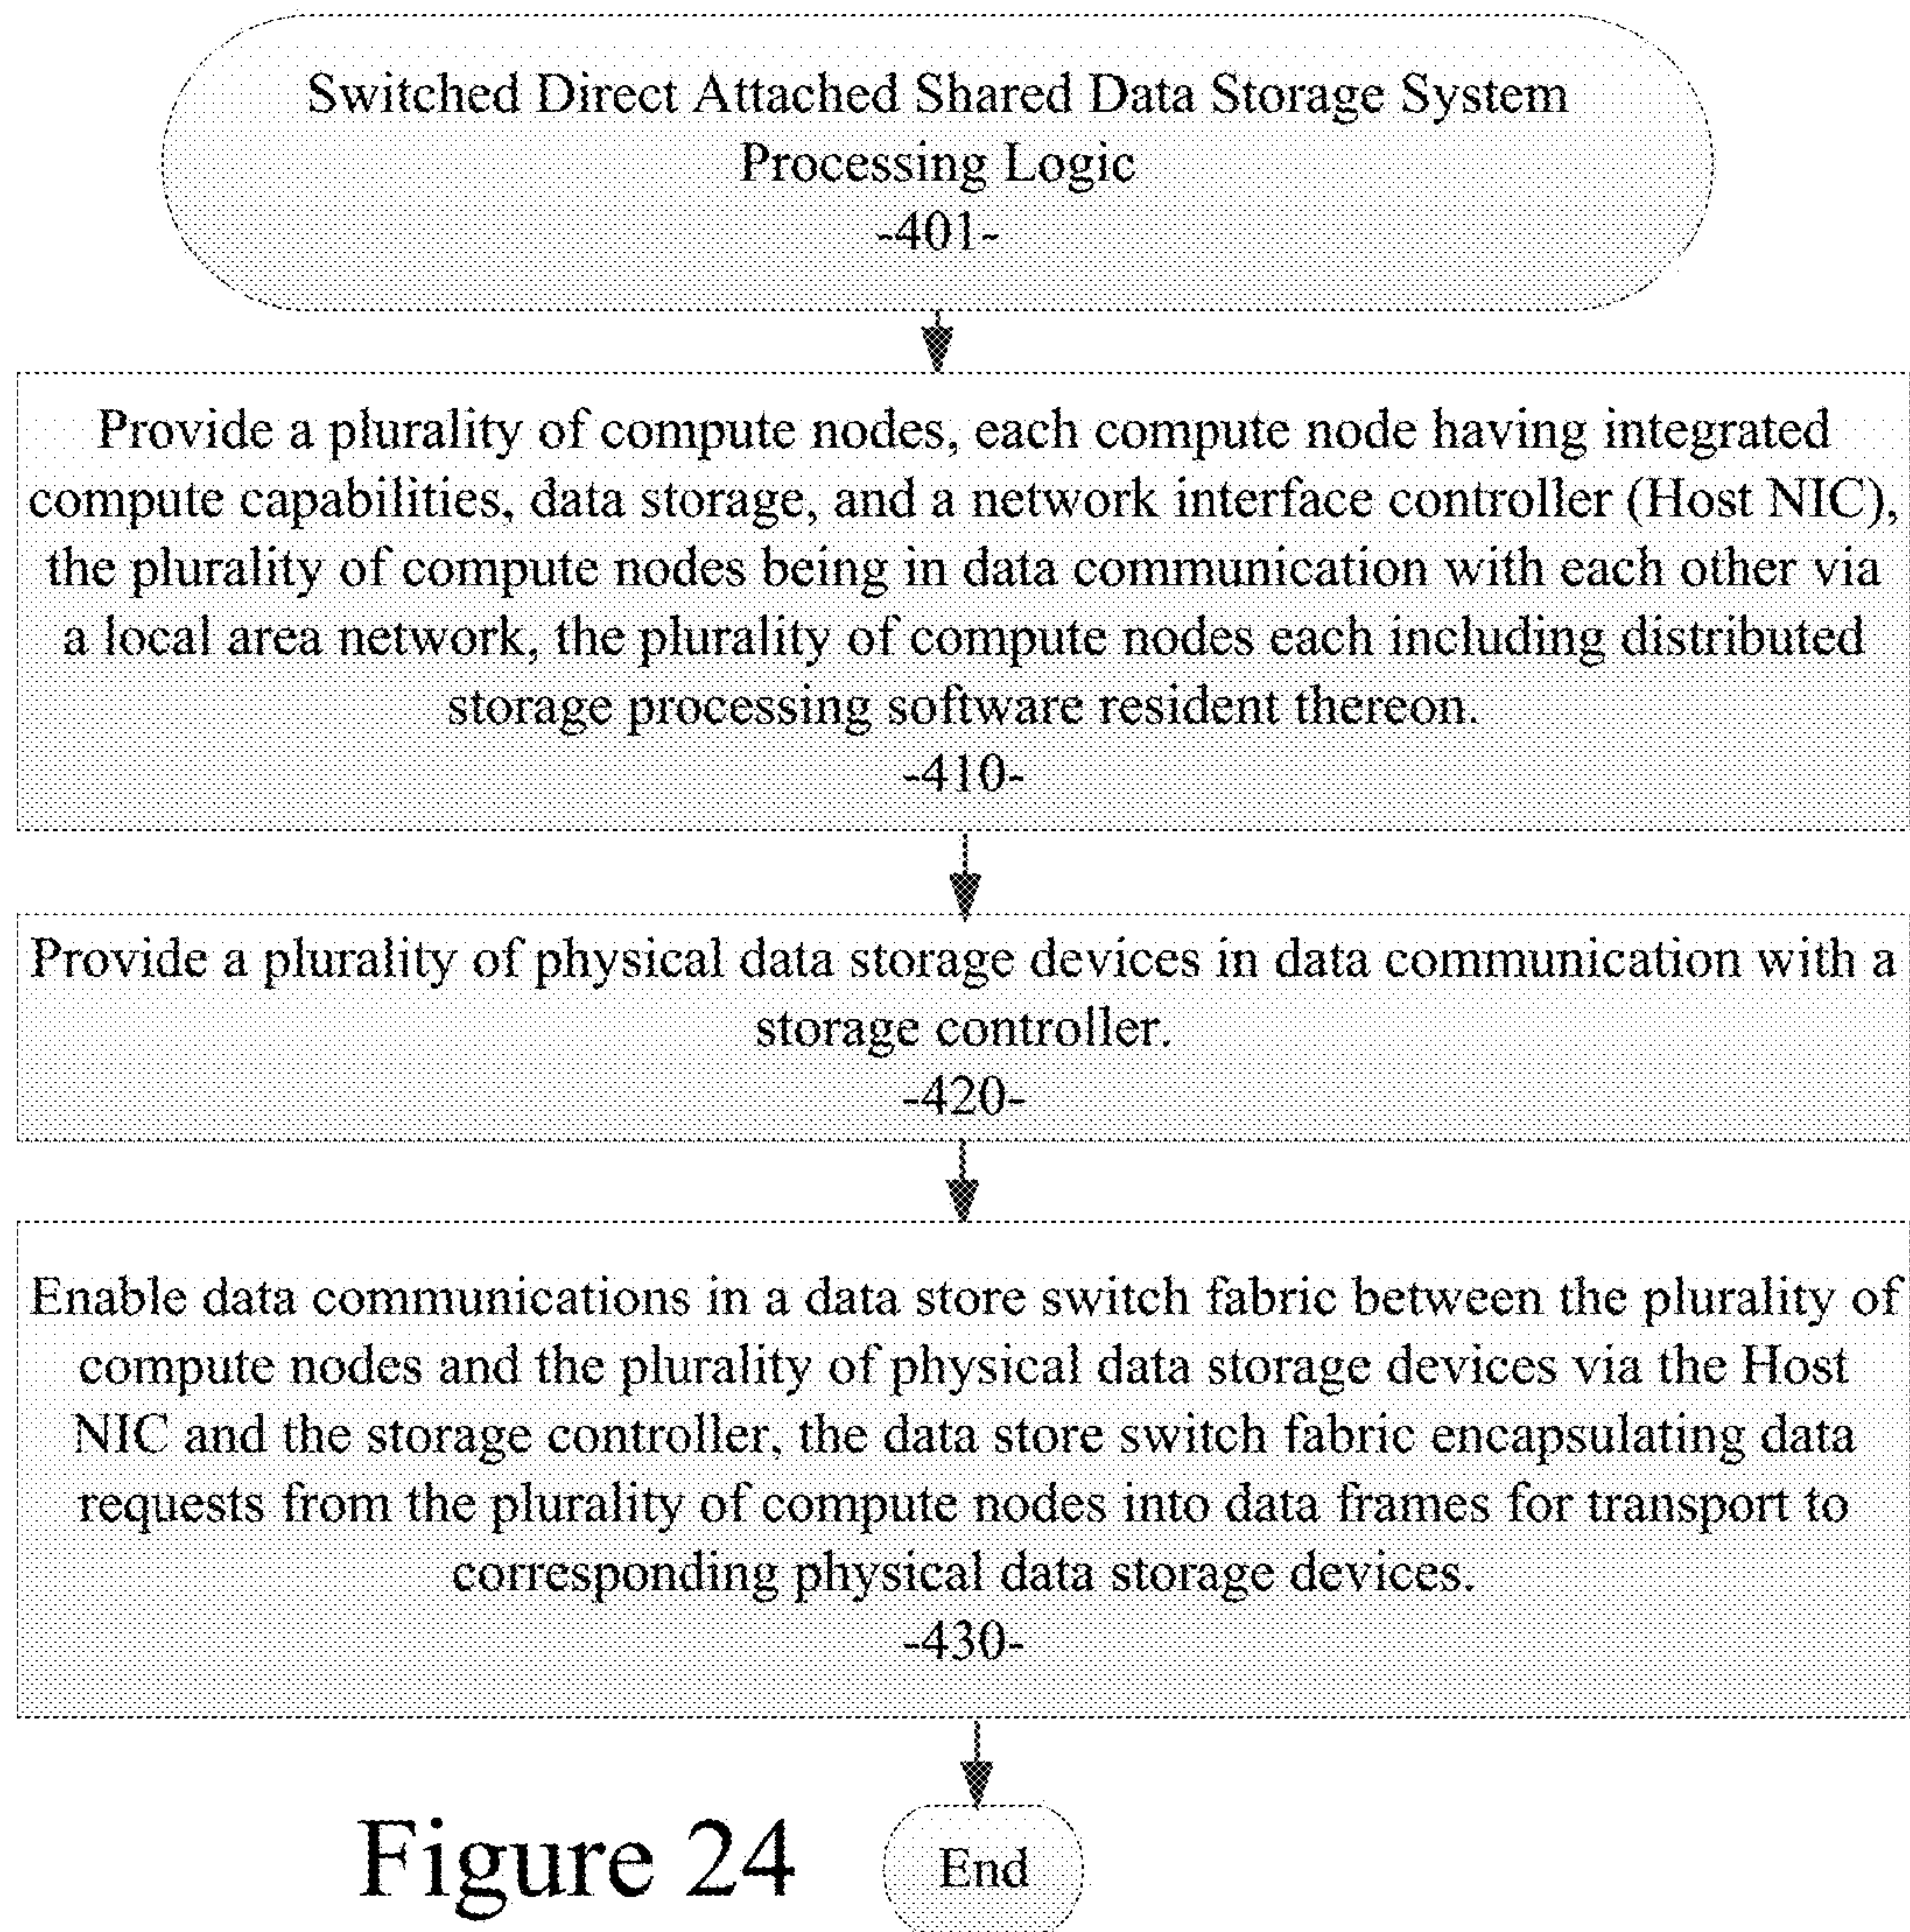 Switched Direct Attached Shared Data Storage System
Processing Logic
-401-
Provide a plurality of compute nodes, each compute node having integrated
compute capabilities, data storage, and a network interface controller (Host NIC),
the plurality of compute nodes being in data communication with each other via
a local area network, the plurality of compute nodes each including distributed
storage processing software resident thereon.
-410-
Provide a plurality of physical data storage devices in data communication with a
storage controller.
-420-
Enable data communications in a data store switch fabric between the plurality of
compute nodes and the plurality of physical data storage devices via the Host
NIC and the storage controller, the data store switch fabric encapsulating data
requests from the plurality of compute nodes into data frames for transport to
corresponding physical data storage devices.
-430-
Figure 24
End